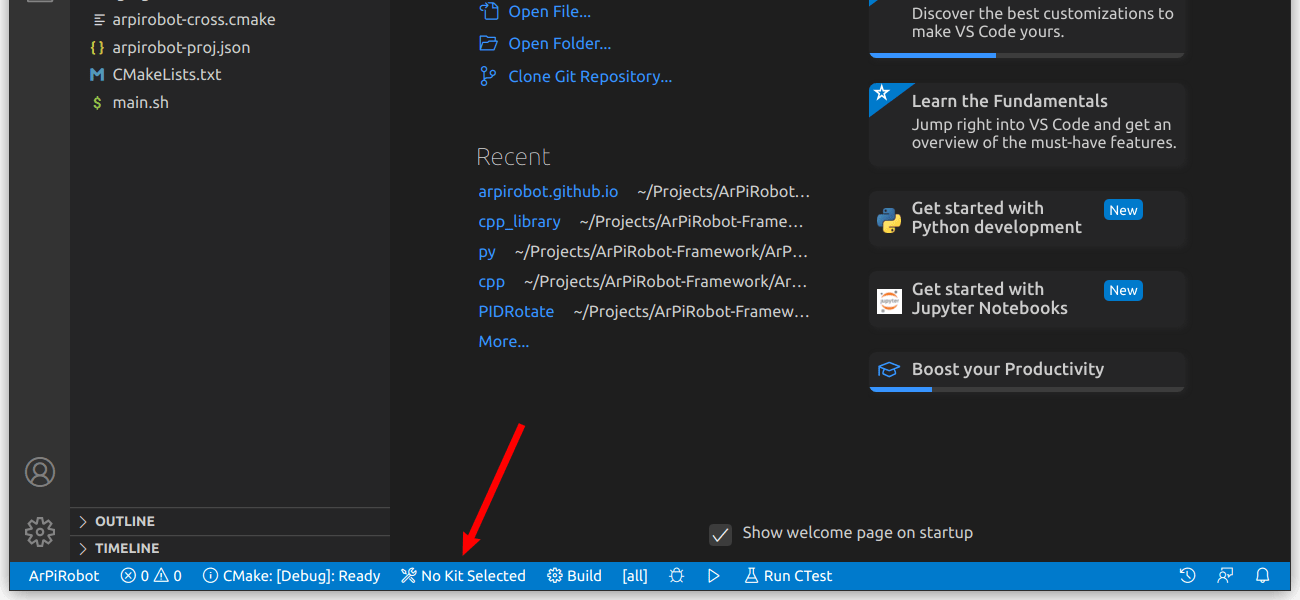 arpirobot-cross.cmake
{} arpirobot-proj.json
M CMakeLists.txt
$ main.sh
OUTLINE
TIMELINE
Open File...
Open Folder...
Clone Git Repository...
Recent
arpirobot.github.io ~/Projects/ArPiRobot...
cpp_library ~/Projects/ArPiRobot-Frame...
py ~/Projects/ArPiRobot-Framework/ArP...
cpp ~/Projects/ArPiRobot-Framework/Ar...
PIDRotate ~/Projects/ArPiRobot-Framew...
More...
Discover the best customizations to
make VS Code yours.
Learn the Fundamentals
Jump right into VS Code and get an
overview of the must-have features.
Get started with New
Python development
jupyter
Get started with New
Jupyter Notebooks
Boost your Productivity
Show welcome page on startup
ArPiRobot 0 0 CMake: [Debug]: Ready No Kit Selected Build [all] Run CTest